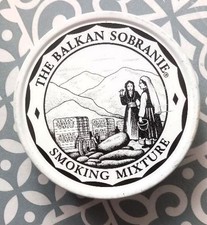 THE BALKAN SOBRANIE®
SMOKING MIXTURE